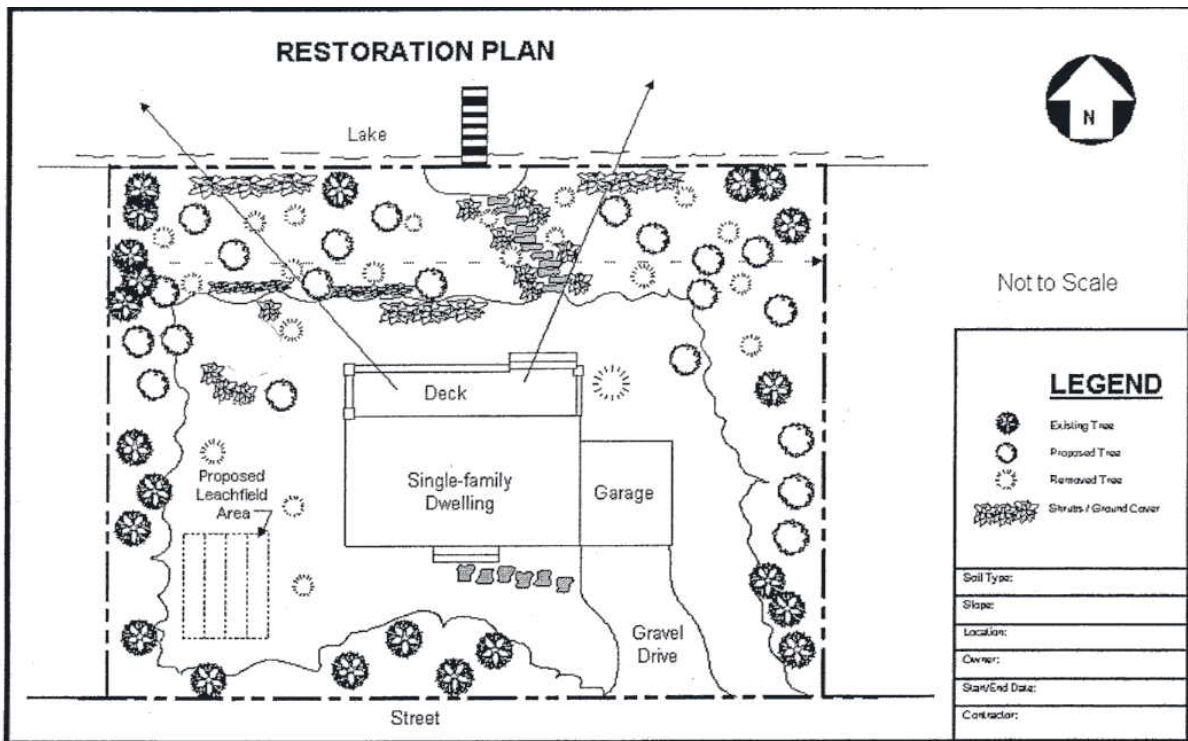 RESTORATION PLAN
N
Lake
Not to Scale
Deck
Single-family
Dwelling
Garage
Proposed
Leachfield
Area
Gravel
Drive
Street
LEGEND
Existing Tree
Proposed Tree
Removed Tree
Shrubs / Ground Cover
Soil Type:
Slope:
Location:
Owner:
Start/End Date:
Contractor: